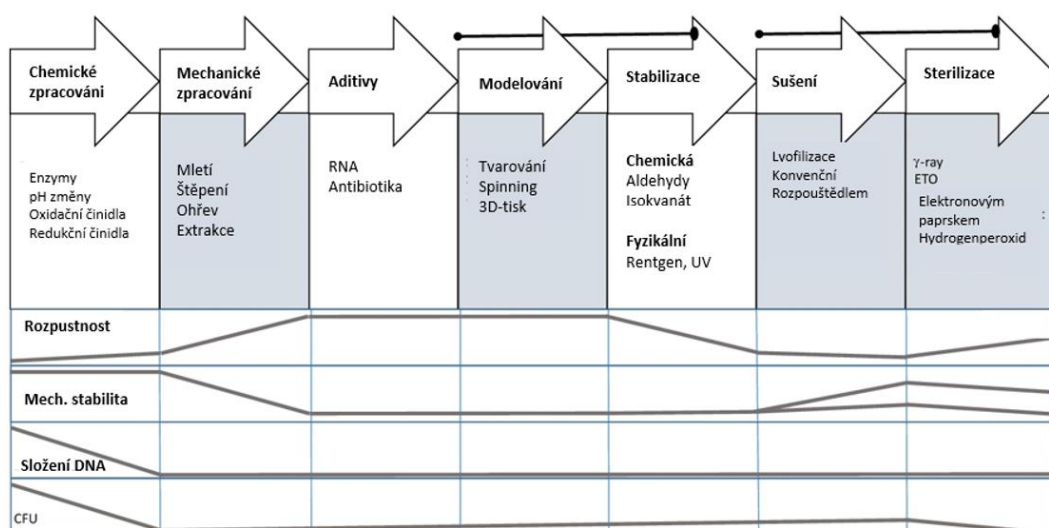 Chemické
zpracováni
Mechanické
zpracování
Aditivy
Modelování
Stabilizace
Sušení
Sterilizace
Enzymy
pH změny
Oxidační činidla
Redukční činidla
Mletí
Štěpení
Ohřev
Extrakce
RNA
Antibiotika
Tvarování
Spinning
3D-tisk
Chemická
Aldehydy
Isokvanát
Fyzikální
Rentgen, UV
Lvofilizace
Konvenční
Rozpouštědlem
γ-ray
ETO
Elektronovým
paprskem
Hydrogenperoxid
Rozpustnost
Mech. stabilita
Složení DNA
CFU